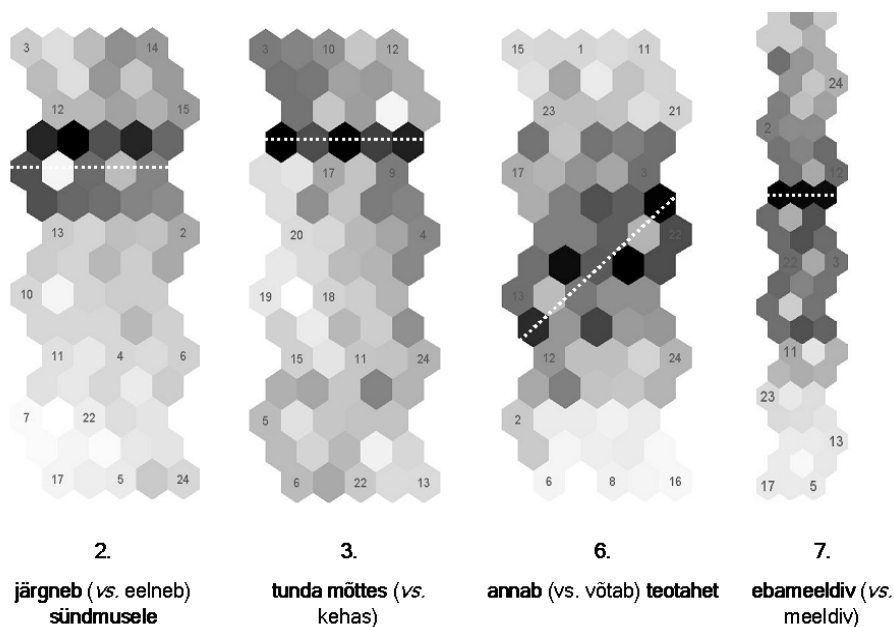 3 14 3 10 12 15 1 11
24
12 15 23 21
2
17 9 17 3 12
13 2 20 4 22
22 3
10 19 18 13
11 4 6 15 11 24 12 24 11
23
7 22 5 2
13
17 5 24 6 22 13 6 8 16 17 5
2. 3. 6. 7.
järgneb (vs. eelneb) tunda mõttes (vs. annab (vs. võtab) teotahet ebameeldiv (vs.
sündmusele kehas) meeldiv)